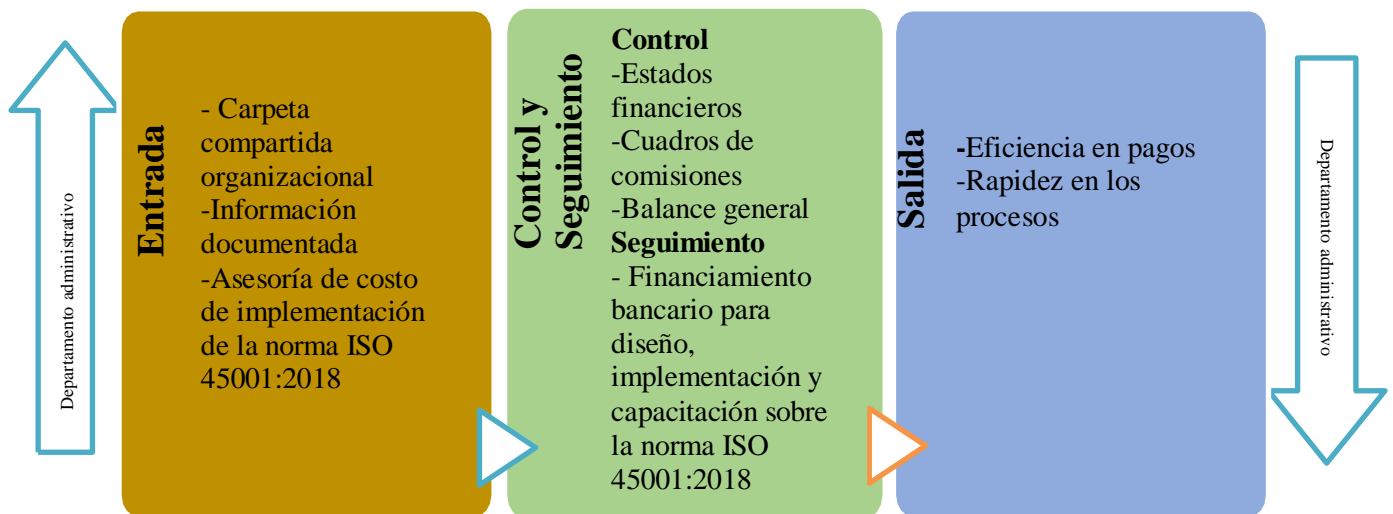 Departamento administrativo
Entrada
- Carpeta
compartida
organizacional
-Información
documentada
-Asesoría de costo
de implementación
de la norma ISO
45001:2018
Control y
Seguimiento
Control
-Estados
financieros
-Cuadros de
comisiones
-Balance general
Seguimiento
- Financiamiento
bancario para
diseño,
implementación y
capacitación sobre
la norma ISO
45001:2018
Salida
-Eficiencia en pagos
-Rapidez en los
procesos
Departamento administrativo